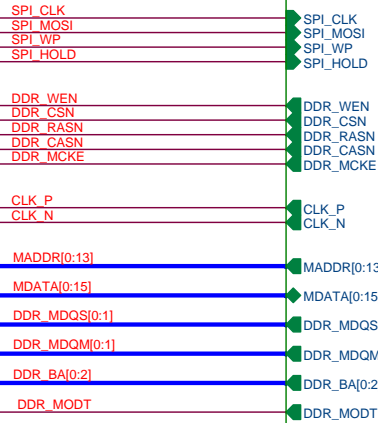 SPI_CLK SPI_CLK
SPI_MOSI SPI_MOSI
SPI_WP SPI_WP
SPI_HOLD SPI_HOLD
DDR_WEN DDR_WEN
DDR_CSN DDR_CSN
DDR_RASN DDR_RASN
DDR_CASN DDR_CASN
DDR_MCKE DDR_MCKE
CLK_P CLK_P
CLK_N CLK_N
MADDR[0:13] MADDR[0:13
MDATA[0:15] MDATA[0:15
DDR_MDQS[0:1] DDR_MDQS
DDR_MDQM[0:1] DDR_MDQM
DDR_BA[0:2] DDR_BA[0:2
DDR_MODT DDR_MODT